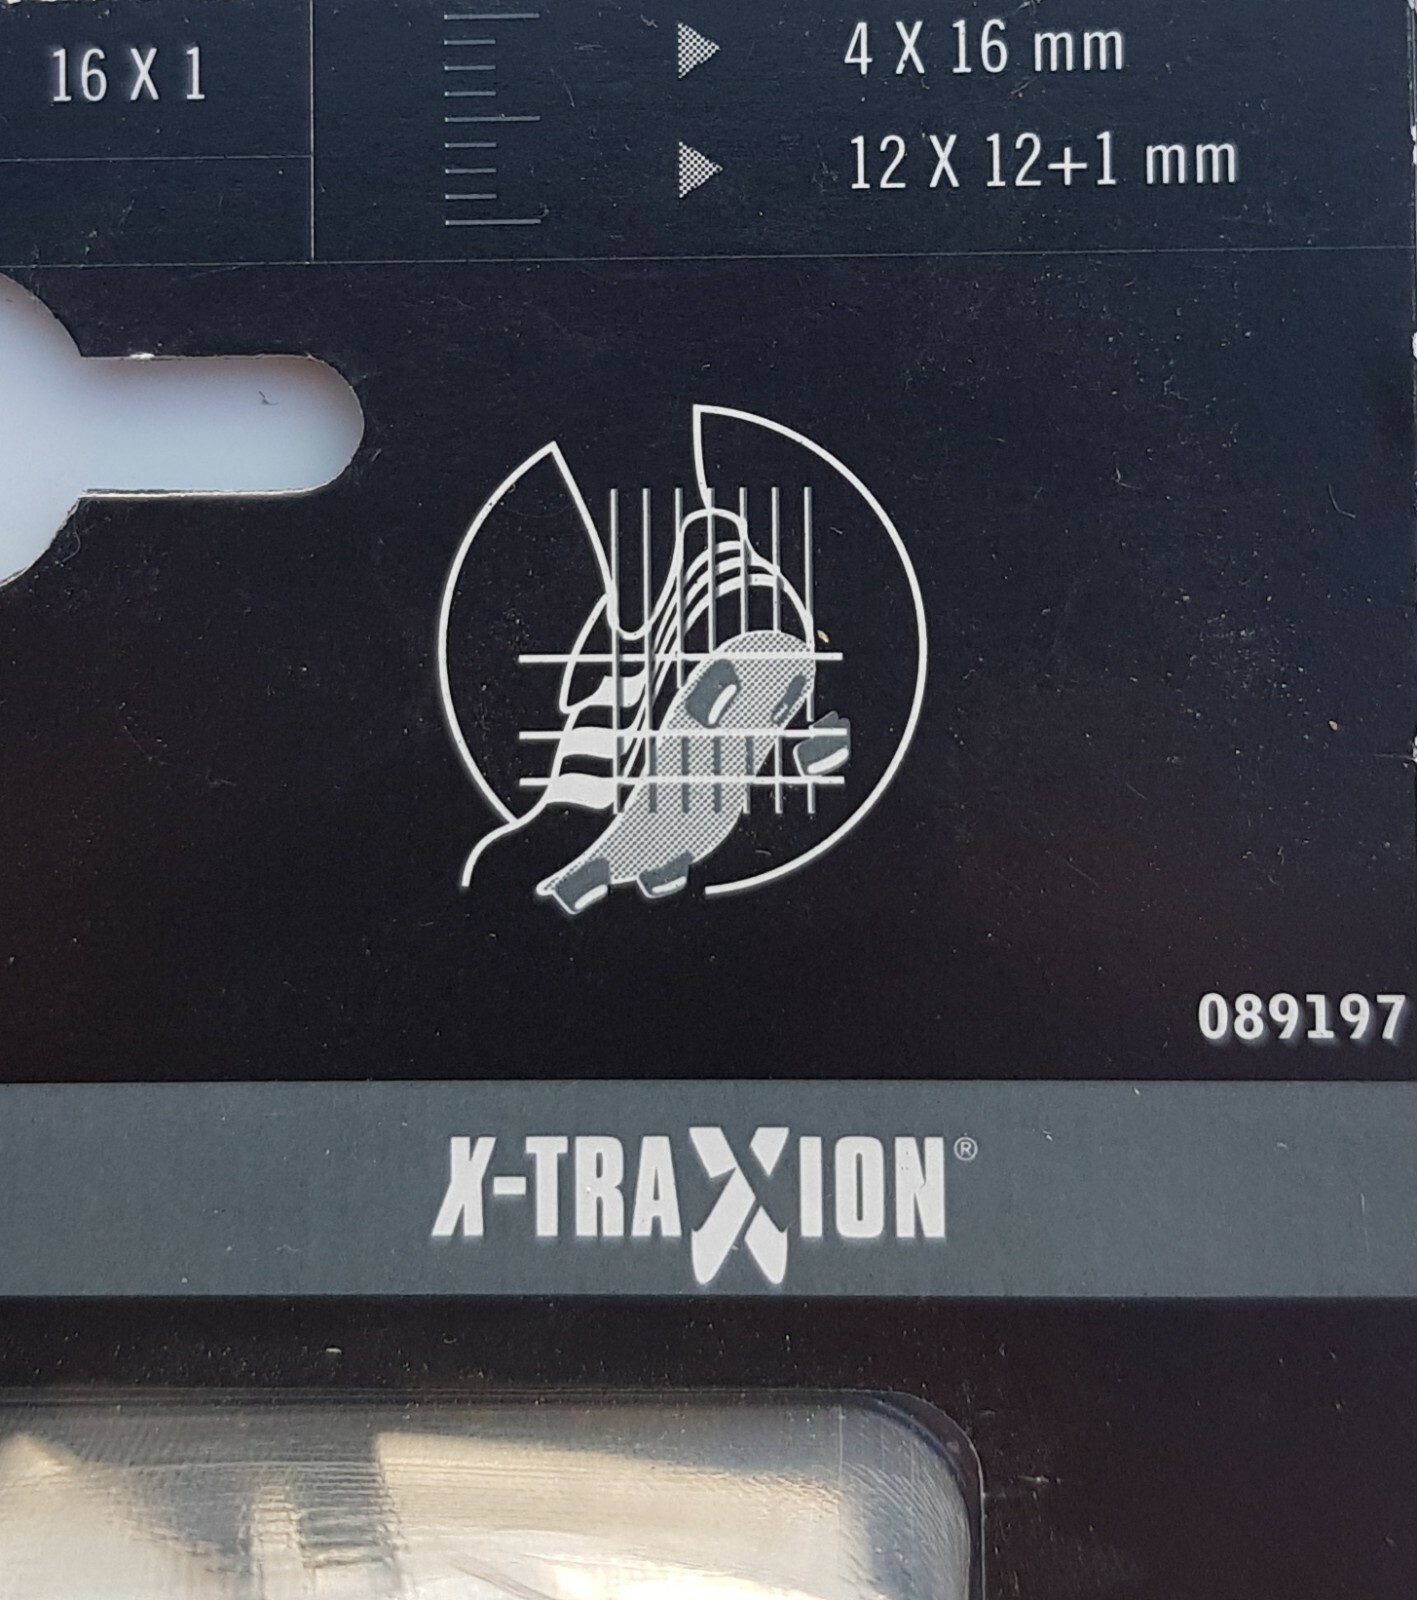 16 X 1
4 X 16 mm
12 X 12+1 mm
089197
X-TRAXION®